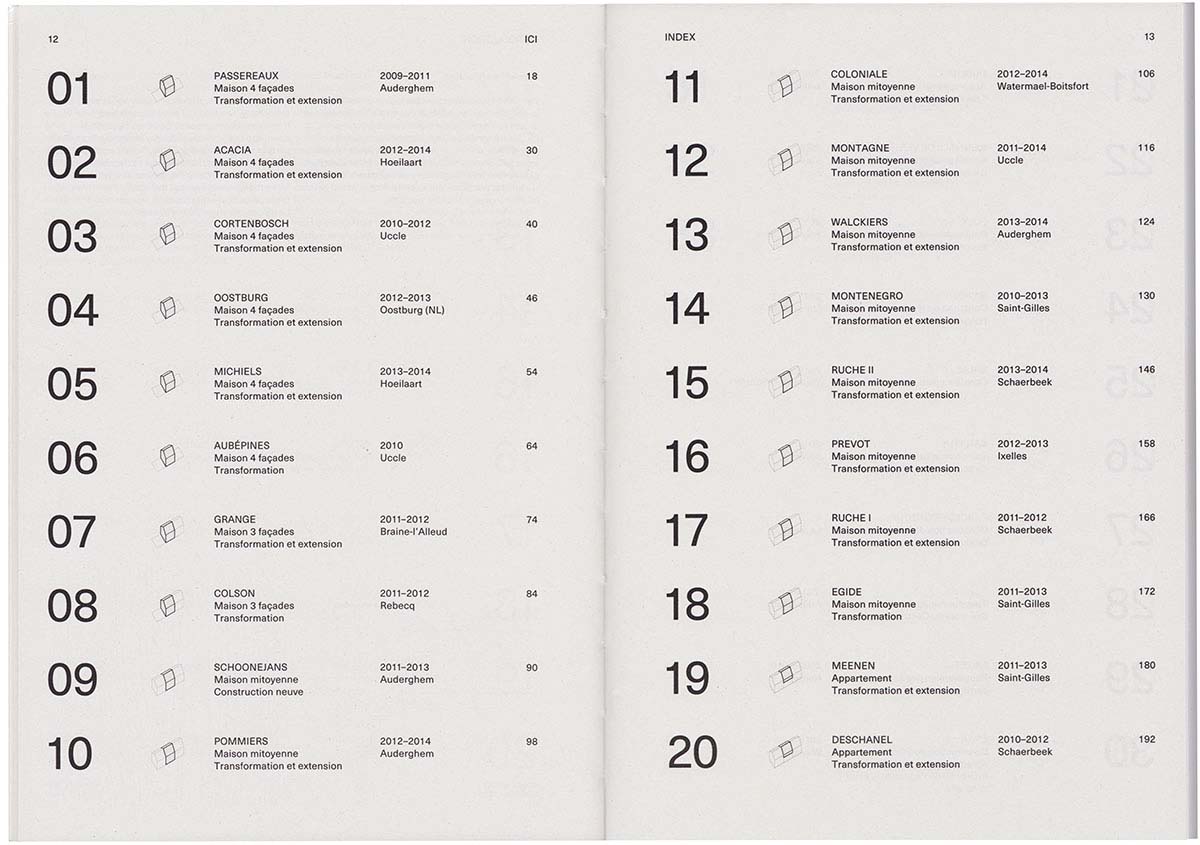 12 ICI
01 PASSEREAUX 2009–2011 18
Maison 4 façades Auderghem
Transformation et extension
02 ACACIA 2012–2014 30
Maison 4 façades Hoeilaart
Transformation et extension
03 CORTENBOSCH 2010–2012 40
Maison 4 façades Uccle
Transformation et extension
04 OOSTBURG 2012–2013 46
Maison 4 façades Oostburg (NL)
Transformation et extension
05 MICHIELS 2013–2014 54
Maison 4 façades Hoeilaart
Transformation et extension
06 AUBÉPINES 2010 64
Maison 4 façades Uccle
Transformation
07 GRANGE 2011–2012 74
Maison 3 façades Braine-l'Alleud
Transformation et extension
08 COLSON 2011–2012 84
Maison 3 façades Rebecq
Transformation
09 SCHOONEJANS 2011–2013 90
Maison mitoyenne Auderghem
Construction neuve
10 POMMIERS 2012–2014 98
Maison mitoyenne Auderghem
Transformation et extension
INDEX 13
11 COLONIALE 2012–2014 106
Maison mitoyenne Watermael-Boitsfort
Transformation et extension
12 MONTAGNE 2011–2014 116
Maison mitoyenne Uccle
Transformation et extension
13 WALCKIERS 2013–2014 124
Maison mitoyenne Auderghem
Transformation et extension
14 MONTENEGRO 2010–2013 130
Maison mitoyenne Saint-Gilles
Transformation et extension
15 RUCHE II 2013–2014 146
Maison mitoyenne Schaerbeek
Transformation et extension
16 PREVOT 2012–2013 158
Maison mitoyenne Ixelles
Transformation et extension
17 RUCHE I 2011–2012 166
Maison mitoyenne Schaerbeek
Transformation et extension
18 EGIDE 2011–2013 172
Maison mitoyenne Saint-Gilles
Transformation
19 MEENEN 2011–2013 180
Appartement Saint-Gilles
Transformation et extension
20 DESCHANEL 2010–2012 192
Appartement Schaerbeek
Transformation et extension